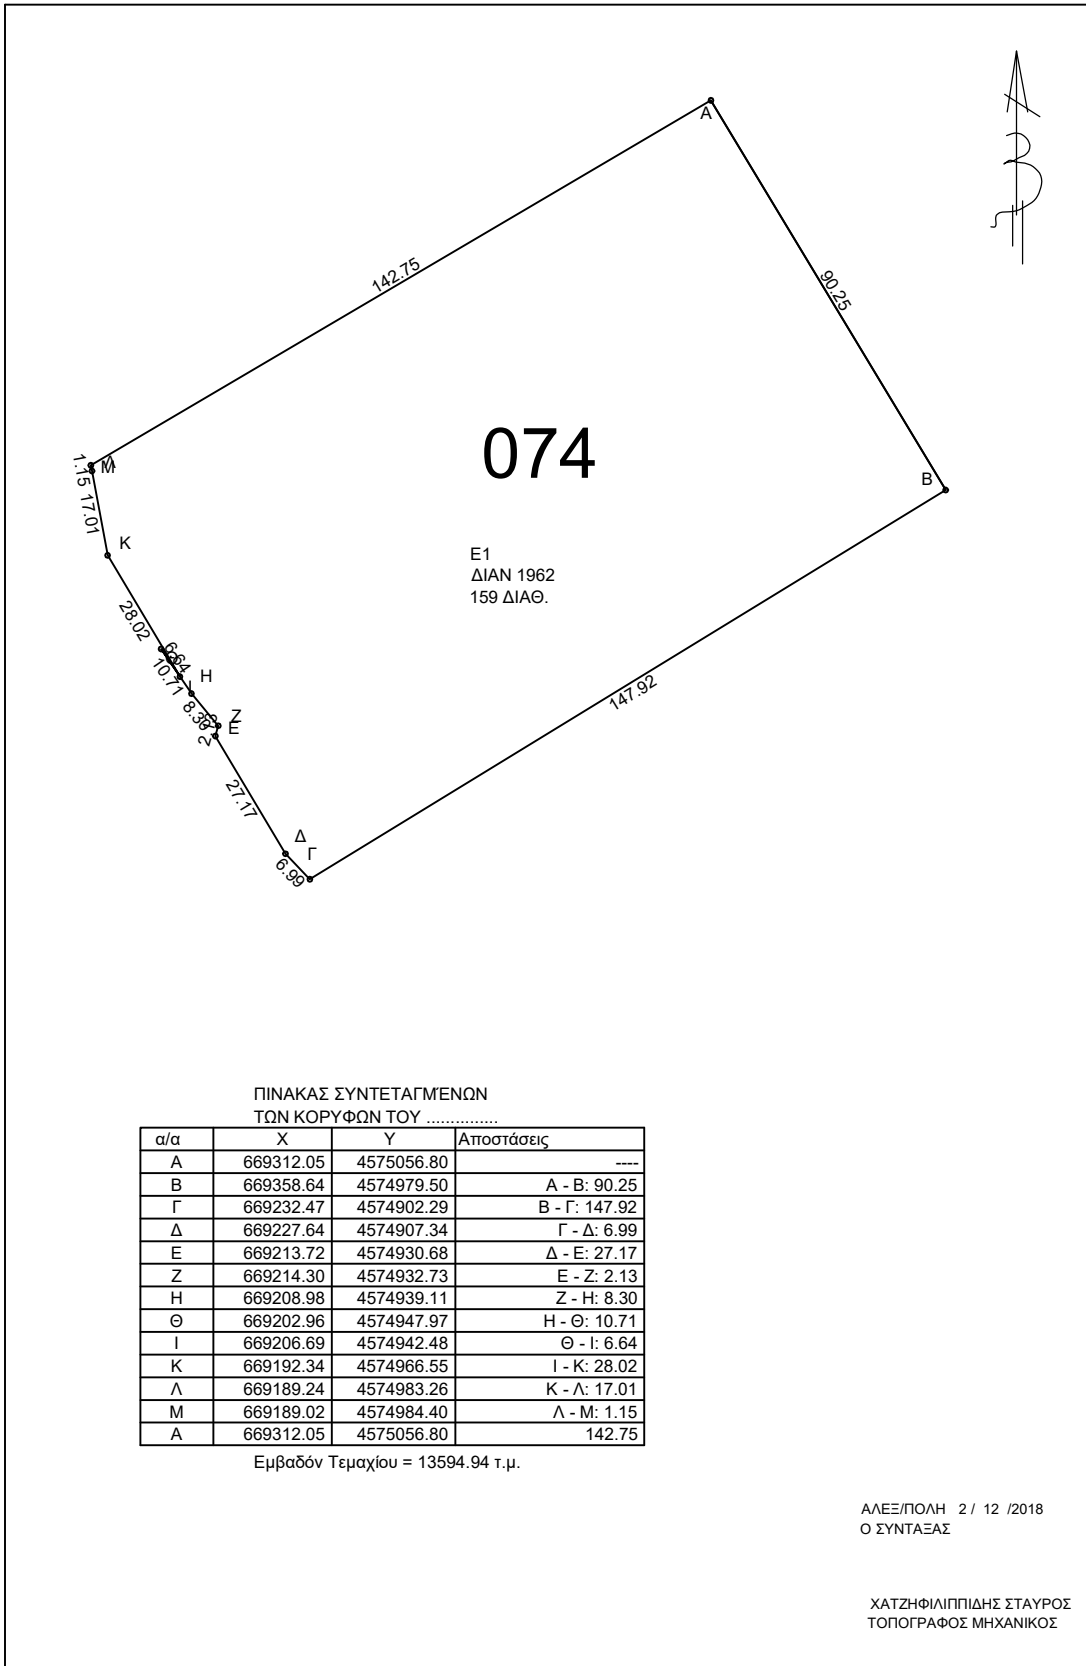 A
142.75
90.25
074
Λ
M
1.15
17.01
B
K
E1
ΔΙΑΝ 1962
159 ΔΙΑΘ.
28.02
6.64
10.71
H
I
8.30
Z
E
147.92
27.17
Δ
Γ
6.99
ΠΙΝΑΚΑΣ ΣΥΝΤΕΤΑΓΜΈΝΩΝ
ΤΩΝ ΚΟΡΥΦΩΝ ΤΟΥ ...............
α/α X Y Αποστάσεις
A 669312.05 4575056.80 ----
B 669358.64 4574979.50 A - B: 90.25
Γ 669232.47 4574902.29 B - Γ: 147.92
Δ 669227.64 4574907.34 Γ - Δ: 6.99
E 669213.72 4574930.68 Δ - E: 27.17
Z 669214.30 4574932.73 E - Z: 2.13
H 669208.98 4574939.11 Z - H: 8.30
Θ 669202.96 4574947.97 H - Θ: 10.71
I 669206.69 4574942.48 Θ - I: 6.64
K 669192.34 4574966.55 I - K: 28.02
Λ 669189.24 4574983.26 K - Λ: 17.01
M 669189.02 4574984.40 Λ - M: 1.15
A 669312.05 4575056.80 142.75
Εμβαδόν Τεμαχίου = 13594.94 τ.μ.
ΑΛΕΞ/ΠΟΛΗ 2 / 12 /2018
Ο ΣΥΝΤΑΞΑΣ
ΧΑΤΖΗΦΙΛΙΠΠΙΔΗΣ ΣΤΑΥΡΟΣ
ΤΟΠΟΓΡΑΦΟΣ ΜΗΧΑΝΙΚΟΣ